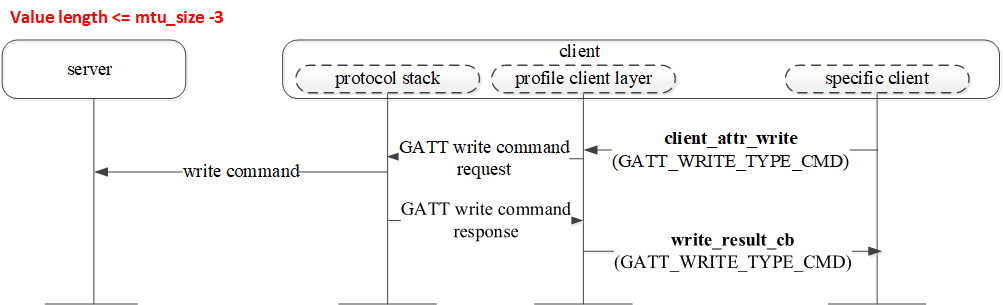 Value length <= mtu_size -3
client
server
protocol stack
profile client layer
specific client
client_attr_write
(GATT_WRITE_TYPE_CMD)
GATT write command
request
write command
GATT write command
response
write_result_cb
(GATT_WRITE_TYPE_CMD)